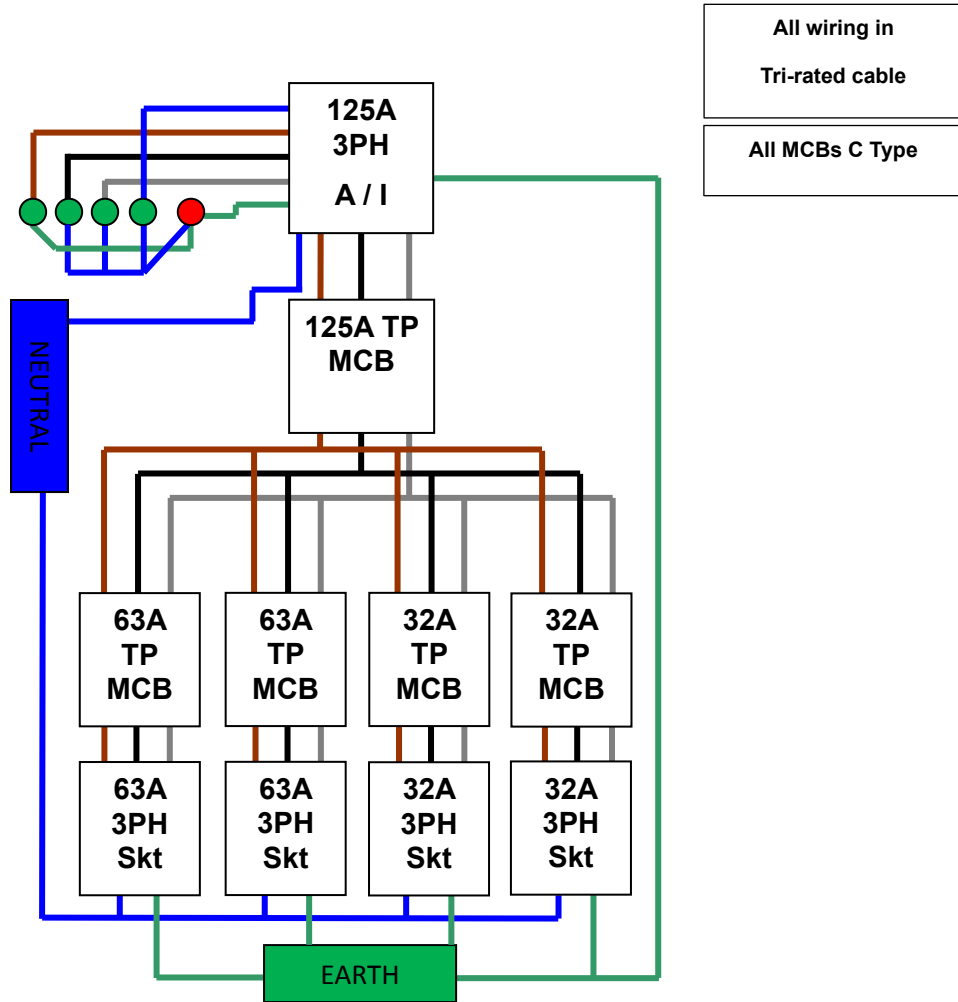 All wiring in
Tri-rated cable
All MCBs C Type
125A
3PH
A / I
125A TP
MCB
NEUTRAL
63A
TP
MCB
63A
TP
MCB
32A
TP
MCB
32A
TP
MCB
63A
3PH
Skt
63A
3PH
Skt
32A
3PH
Skt
32A
3PH
Skt
EARTH